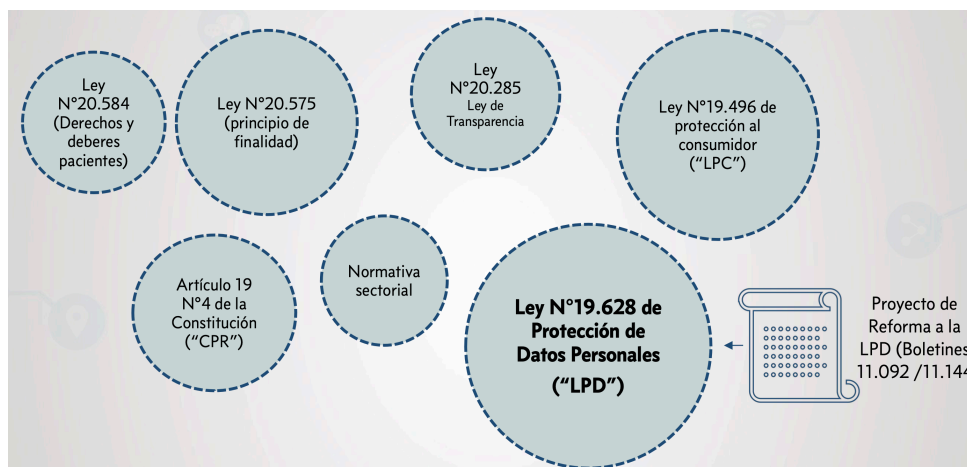 Ley
N°20.584
(Derechos y
deberes
pacientes)
Ley N°20.575
(principio de
finalidad)
Ley
N°20.285
Ley de
Transparencia
Ley N°19.496 de
protección al
consumidor
(“LPC”)
Artículo 19
N°4 de la
Constitución
(“CPR”)
Normativa
sectorial
Ley N°19.628 de
Protección de
Datos Personales
(“LPD”)
Proyecto de
Reforma a la
LPD (Boletines
11.092 /11.144